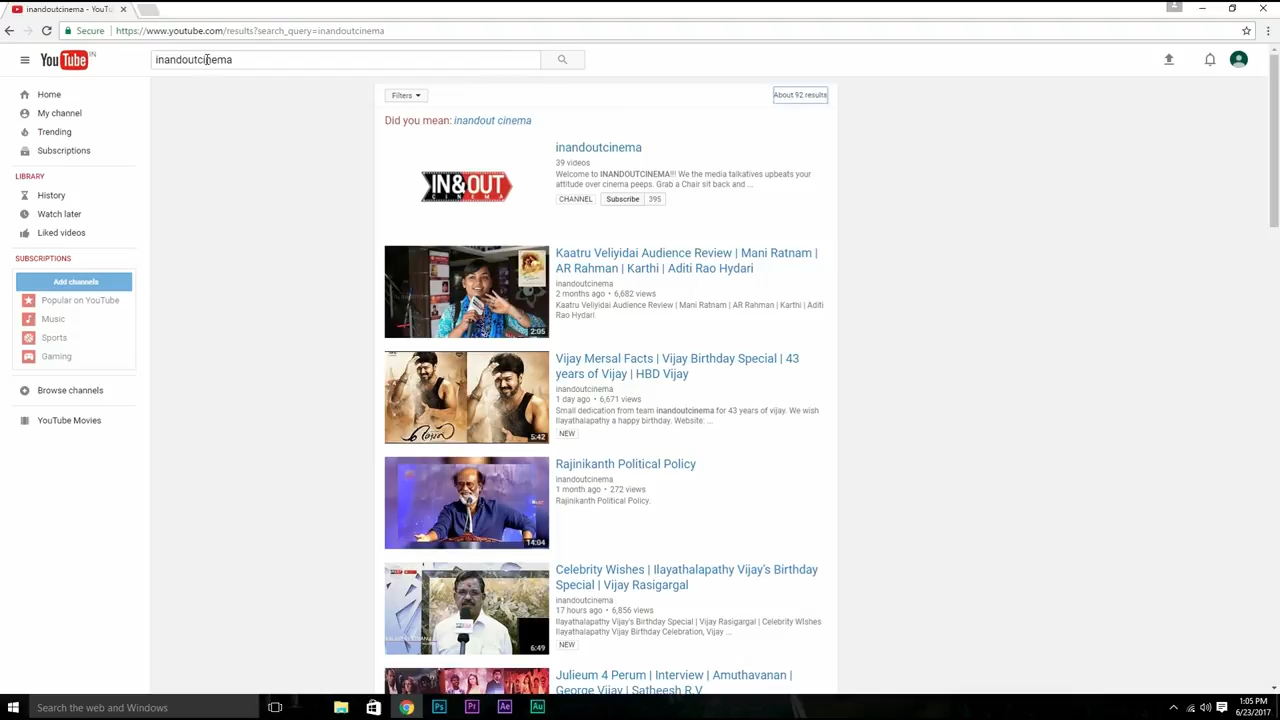 inandoutcinema - YouTu
Secure https://www.youtube.com/results?search_query=inandoutcinema
YouTube IN
inandoutcinema
Home
My channel
Trending
Subscriptions
LIBRARY
History
Watch later
Liked videos
SUBSCRIPTIONS
Add channels
Popular on YouTube
Music
Sports
Gaming
Browse channels
YouTube Movies
Filters
About 92 results
Did you mean: inandout cinema
IN&OUT
CINEMA
inandoutcinema
39 videos
Welcome to INANDOUTCINEMA!!! We the media talkatives upbeats your
attitude over cinema peeps. Grab a Chair sit back and ...
CHANNEL Subscribe 395
2:05
Kaatru Veliyidai Audience Review | Mani Ratnam |
AR Rahman | Karthi | Aditi Rao Hydari
inandoutcinema
2 months ago • 6,682 views
Kaatru Veliyidai Audience Review | Mani Ratnam | AR Rahman | Karthi | Aditi
Rao Hydari
5:42
Vijay Mersal Facts | Vijay Birthday Special | 43
years of Vijay | HBD Vijay
inandoutcinema
1 day ago • 6,671 views
Small dedication from team inandoutcinema for 43 years of vijay. We wish
Ilayathalapathy a happy birthday. Website: ...
NEW
14:04
Rajinikanth Political Policy
inandoutcinema
1 month ago • 272 views
Rajinikanth Political Policy.
6:49
Celebrity Wishes | Ilayathalapathy Vijay's Birthday
Special | Vijay Rasigargal
inandoutcinema
17 hours ago • 6,856 views
Ilayathalapathy Vijay's Birthday Special | Vijay Rasigargal | Celebrity WIshes
Ilayathalapathy Vijay Birthday Celebration, Vijay ...
NEW
Julieum 4 Perum | Interview | Amuthavanan |
George Vijay | Satheesh R.V
Search the web and Windows
Ps
Pr
Ae
Au
1:05 PM
6/23/2017